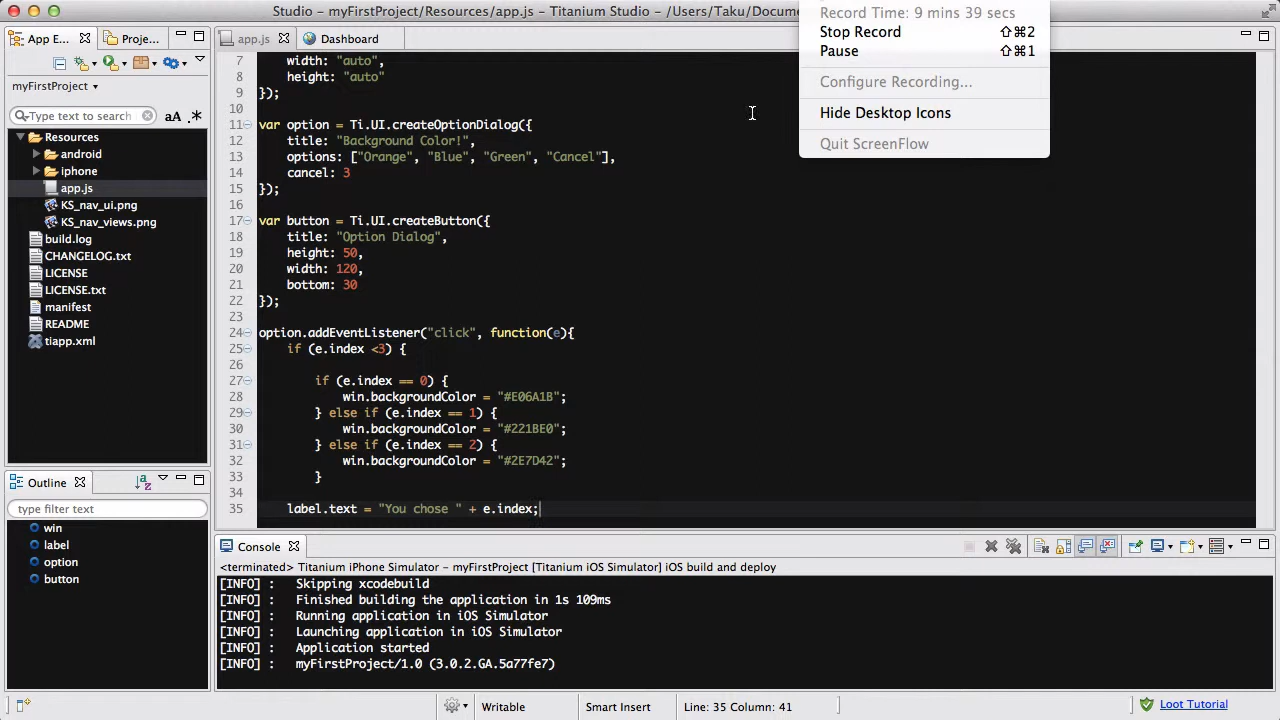 Studio - myFirstProject/Resources/app.js - Titanium Studio - /Users/Taku/Docume
Record Time: 9 mins 39 secs
Stop Record ⇧⌘2
Pause ⇧⌘1
Configure Recording...
Hide Desktop Icons
Quit ScreenFlow
App E...
Proje...
myFirstProject
Type text to search
aA .*
Resources
android
iphone
app.js
KS_nav_ui.png
KS_nav_views.png
build.log
CHANGELOG.txt
LICENSE
LICENSE.txt
manifest
README
tiapp.xml
Outline
type filter text
win
label
option
button
app.js
Dashboard
7 width: "auto",
8 height: "auto"
9 });
10
11 var option = Ti.UI.createOptionDialog({
12 title: "Background Color!",
13 options: ["Orange", "Blue", "Green", "Cancel"],
14 cancel: 3
15 });
16
17 var button = Ti.UI.createButton({
18 title: "Option Dialog",
19 height: 50,
20 width: 120,
21 bottom: 30
22 });
23
24 option.addEventListener("click", function(e){
25 if (e.index <3) {
26
27 if (e.index == 0) {
28 win.backgroundColor = "#E06A1B";
29 } else if (e.index == 1) {
30 win.backgroundColor = "#221BE0";
31 } else if (e.index == 2) {
32 win.backgroundColor = "#2E7D42";
33 }
34
35 label.text = "You chose " + e.index;
Console
<terminated> Titanium iPhone Simulator - myFirstProject [Titanium iOS Simulator] iOS build and deploy
[INFO] : Skipping xcodebuild
[INFO] : Finished building the application in 1s 109ms
[INFO] : Running application in iOS Simulator
[INFO] : Launching application in iOS Simulator
[INFO] : Application started
[INFO] : myFirstProject/1.0 (3.0.2.GA.5a77fe7)
Writable
Smart Insert
Line: 35 Column: 41
Loot Tutorial